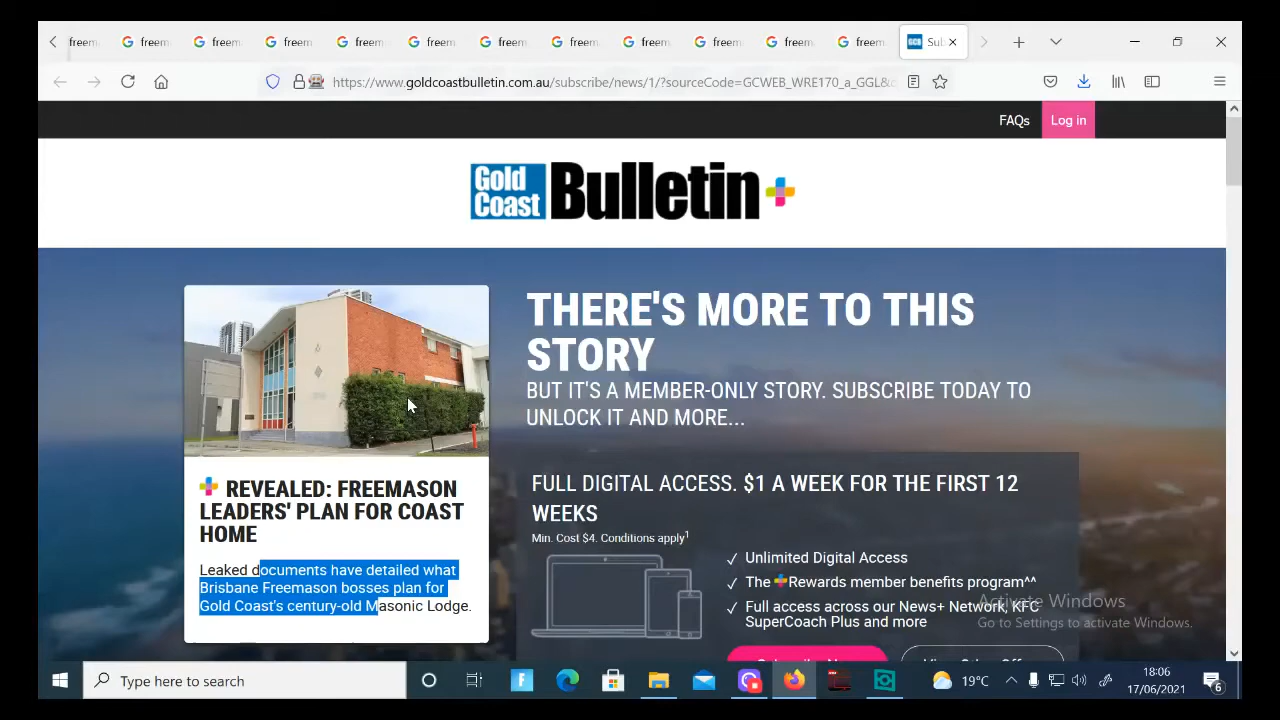 freem
freem
freem
freem
freem
freem
freem
freem
freem
freem
freem
freem
GCB
Sub
https://www.goldcoastbulletin.com.au/subscribe/news/1/?sourceCode=GCWEB_WRE170_a_GGL&
FAQs
Log in
Gold
Coast
Bulletin
THERE'S MORE TO THIS
STORY
BUT IT'S A MEMBER-ONLY STORY. SUBSCRIBE TODAY TO
UNLOCK IT AND MORE...
REVEALED: FREEMASON
LEADERS' PLAN FOR COAST
HOME
Leaked documents have detailed what
Brisbane Freemason bosses plan for
Gold Coast's century-old Masonic Lodge.
FULL DIGITAL ACCESS. $1 A WEEK FOR THE FIRST 12
WEEKS
Min. Cost $4. Conditions apply1
✓ Unlimited Digital Access
✓ The +Rewards member benefits program^^
✓ Full access across our News+ Network, KFC
SuperCoach Plus and more
Activate Windows
Go to Settings to activate Windows.
Type here to search
19°C
18:06
17/06/2021
6